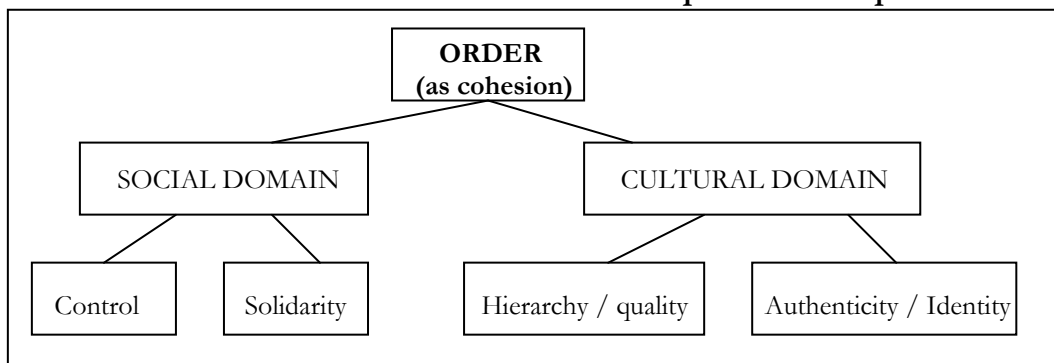 ORDER
(as cohesion)
SOCIAL DOMAIN
CULTURAL DOMAIN
Control
Solidarity
Hierarchy / quality
Authenticity / Identity